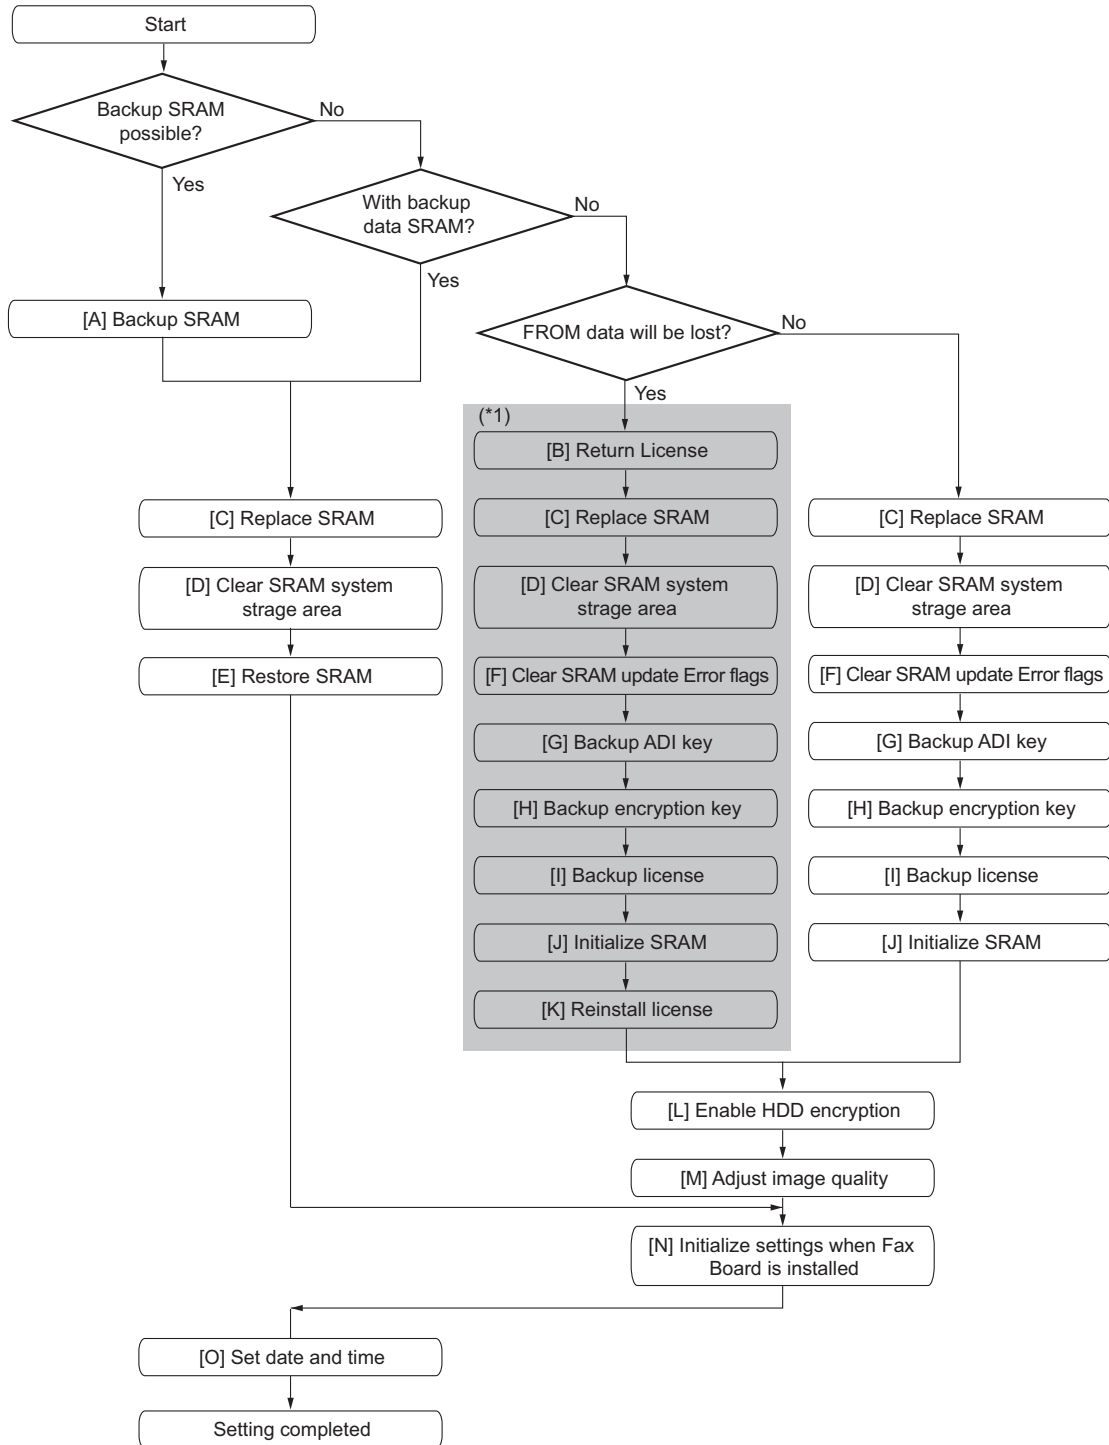 Start
Backup SRAM
possible?
No
Yes
With backup
data SRAM?
No
Yes
[A] Backup SRAM
FROM data will be lost?
No
Yes
(*1)
[B] Return License
[C] Replace SRAM
[C] Replace SRAM
[C] Replace SRAM
[D] Clear SRAM system
strage area
[D] Clear SRAM system
strage area
[D] Clear SRAM system
strage area
[E] Restore SRAM
[F] Clear SRAM update Error flags
[F] Clear SRAM update Error flags
[G] Backup ADI key
[G] Backup ADI key
[H] Backup encryption key
[H] Backup encryption key
[I] Backup license
[I] Backup license
[J] Initialize SRAM
[J] Initialize SRAM
[K] Reinstall license
[L] Enable HDD encryption
[M] Adjust image quality
[N] Initialize settings when Fax
Board is installed
[O] Set date and time
Setting completed